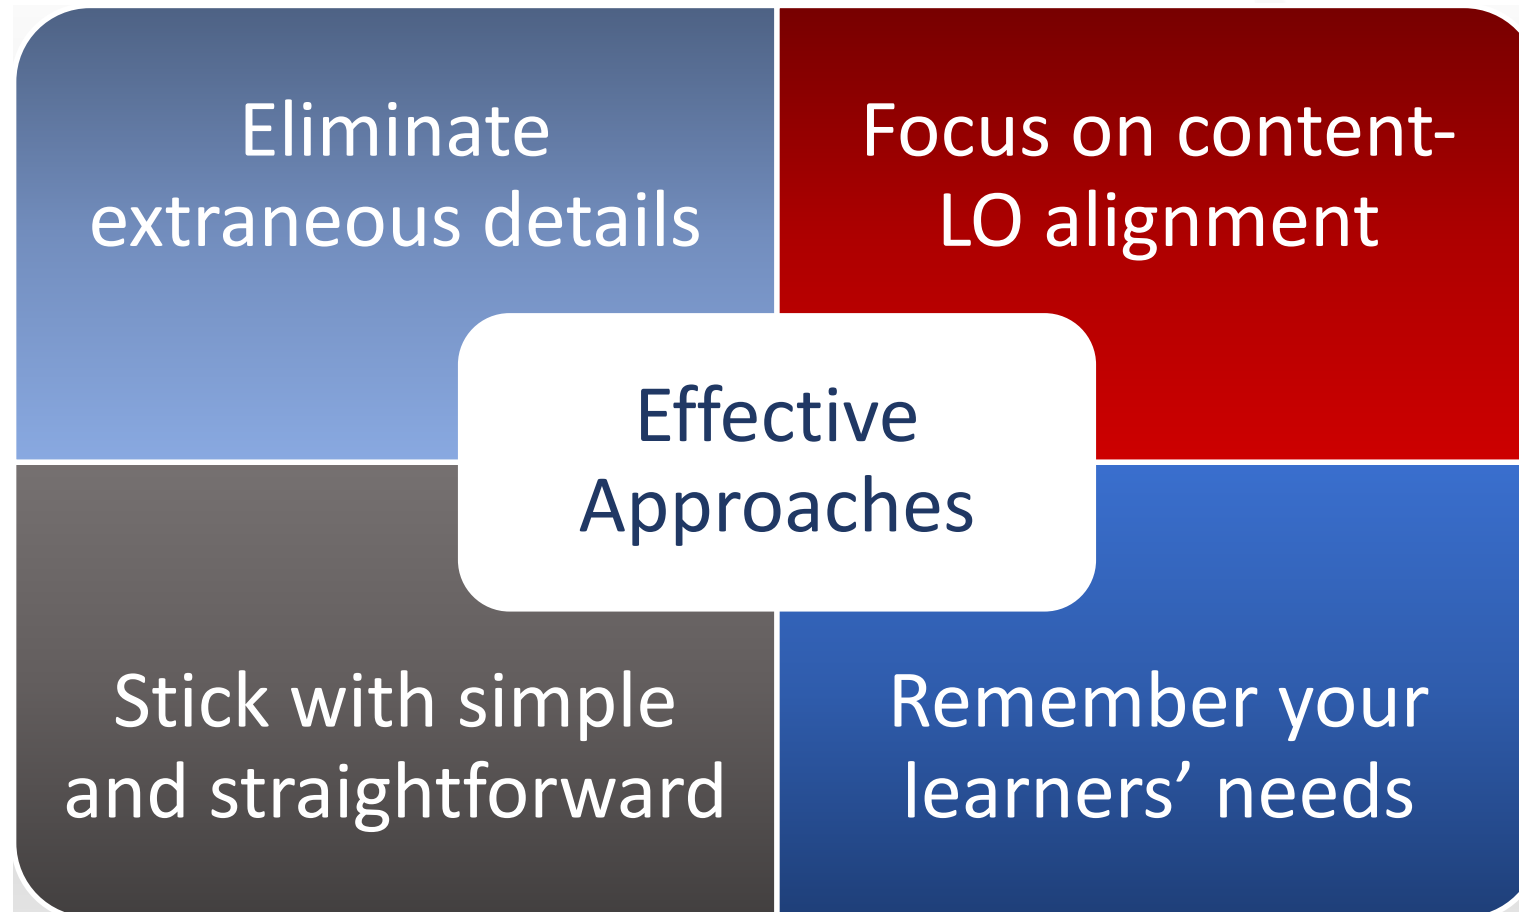 Eliminate
extraneous details
Focus on content-
LO alignment
Effective
Approaches
Stick with simple
and straightforward
Remember your
learners’ needs